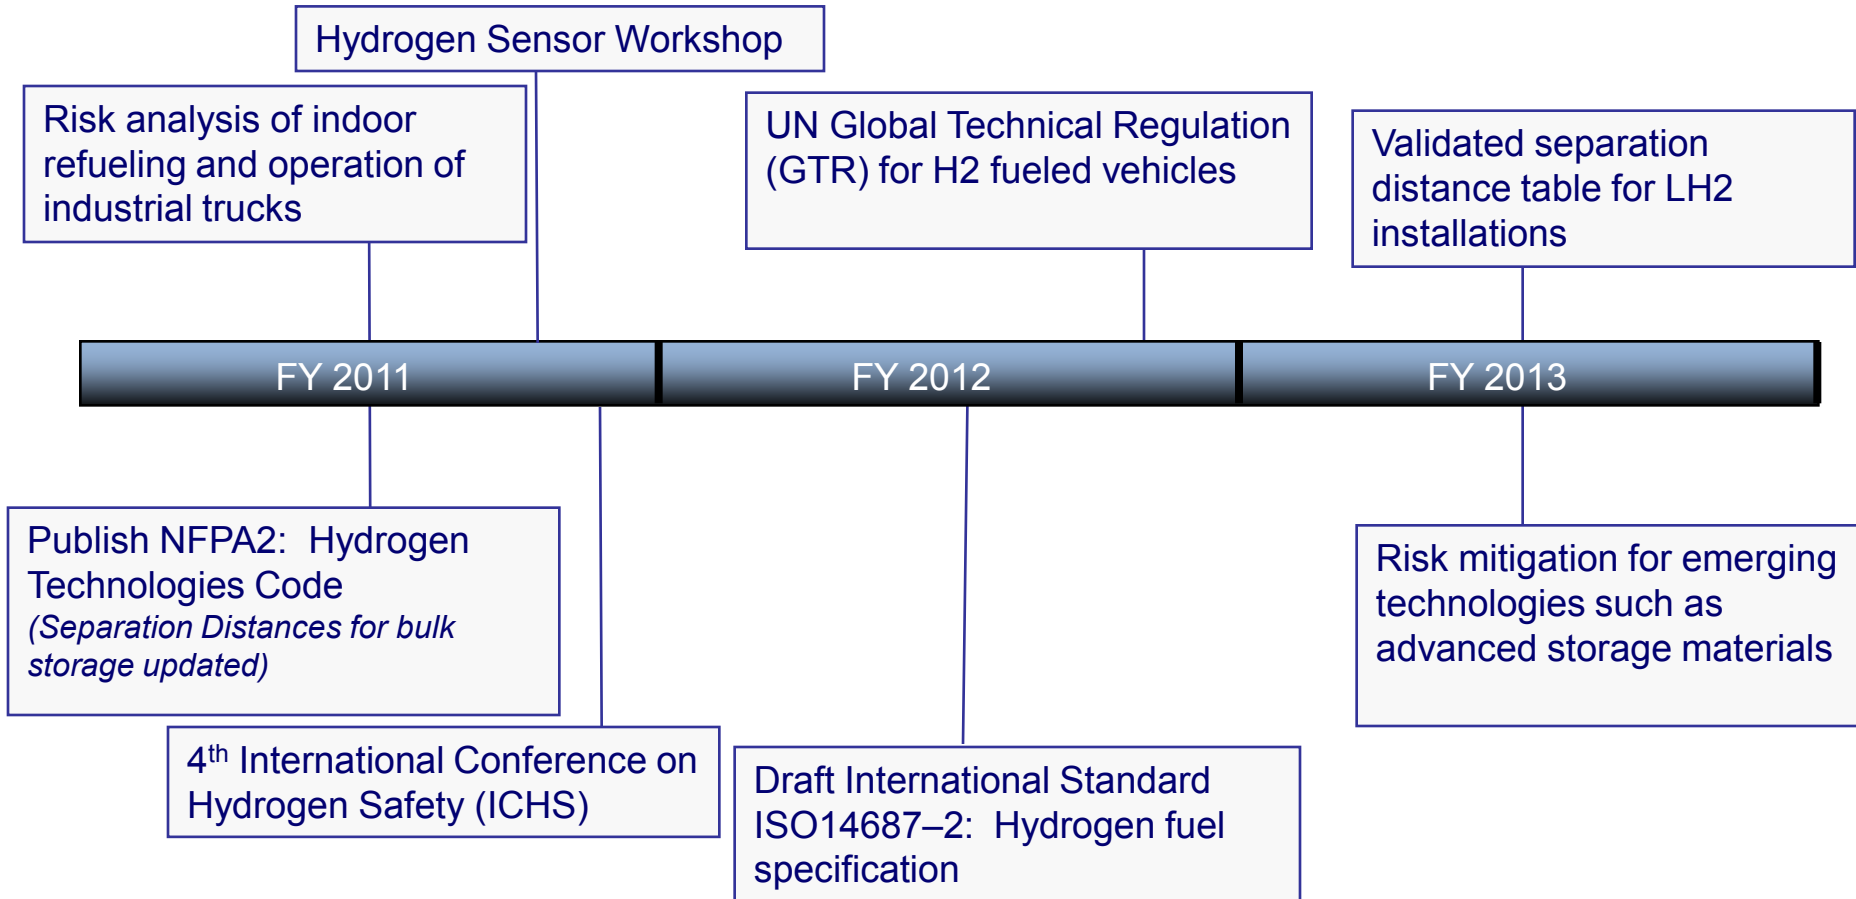 Hydrogen Sensor Workshop
Risk analysis of indoor
refueling and operation of
industrial trucks
UN Global Technical Regulation
(GTR) for H2 fueled vehicles
Validated separation
distance table for LH2
installations
FY 2011
FY 2012
FY 2013
Publish NFPA2:  Hydrogen
Technologies Code
(Separation Distances for bulk
storage updated)
4th International Conference on
Hydrogen Safety (ICHS)
Draft International Standard
ISO14687–2:  Hydrogen fuel
specification
Risk mitigation for emerging
technologies such as
advanced storage materials